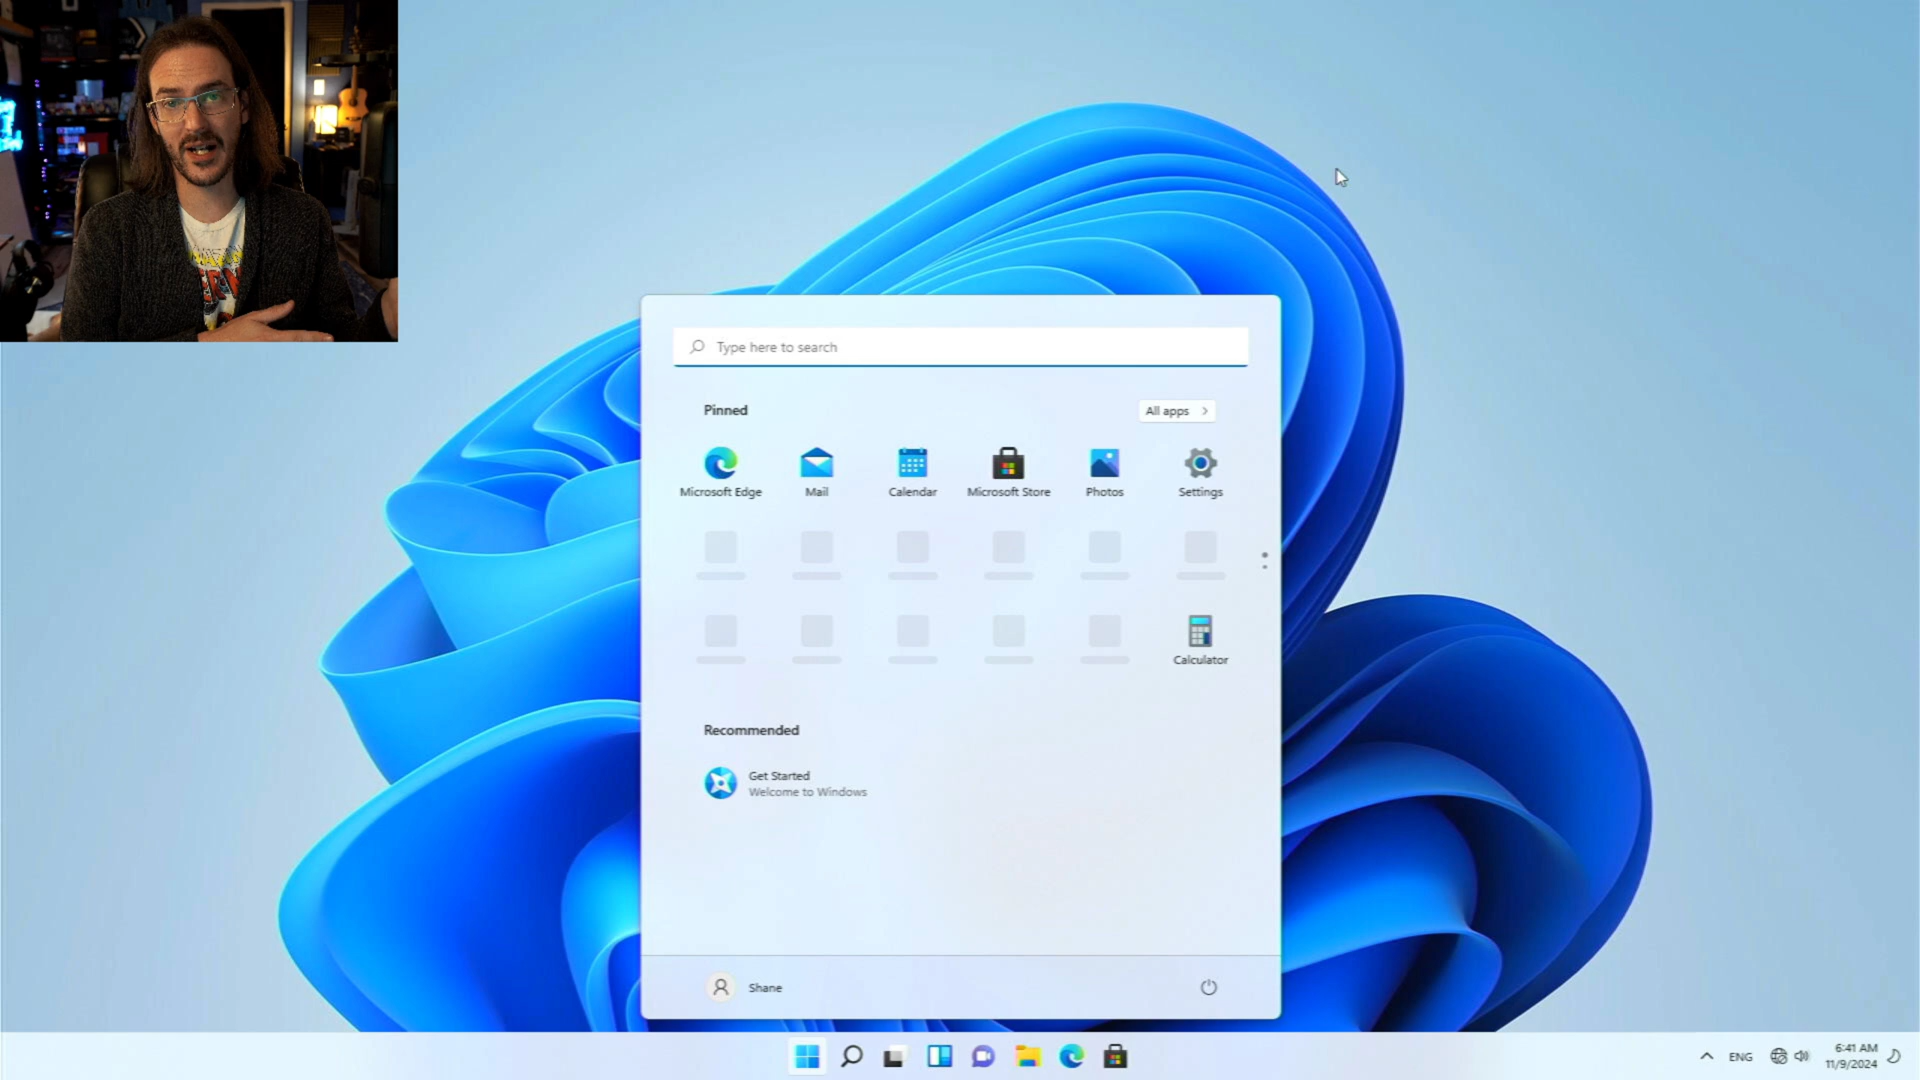 Type here to search
Pinned
All apps
Microsoft Edge
Mail
Calendar
Microsoft Store
Photos
Settings
Calculator
Recommended
Get Started
Welcome to Windows
Shane
ENG
6:41 AM
11/9/2024